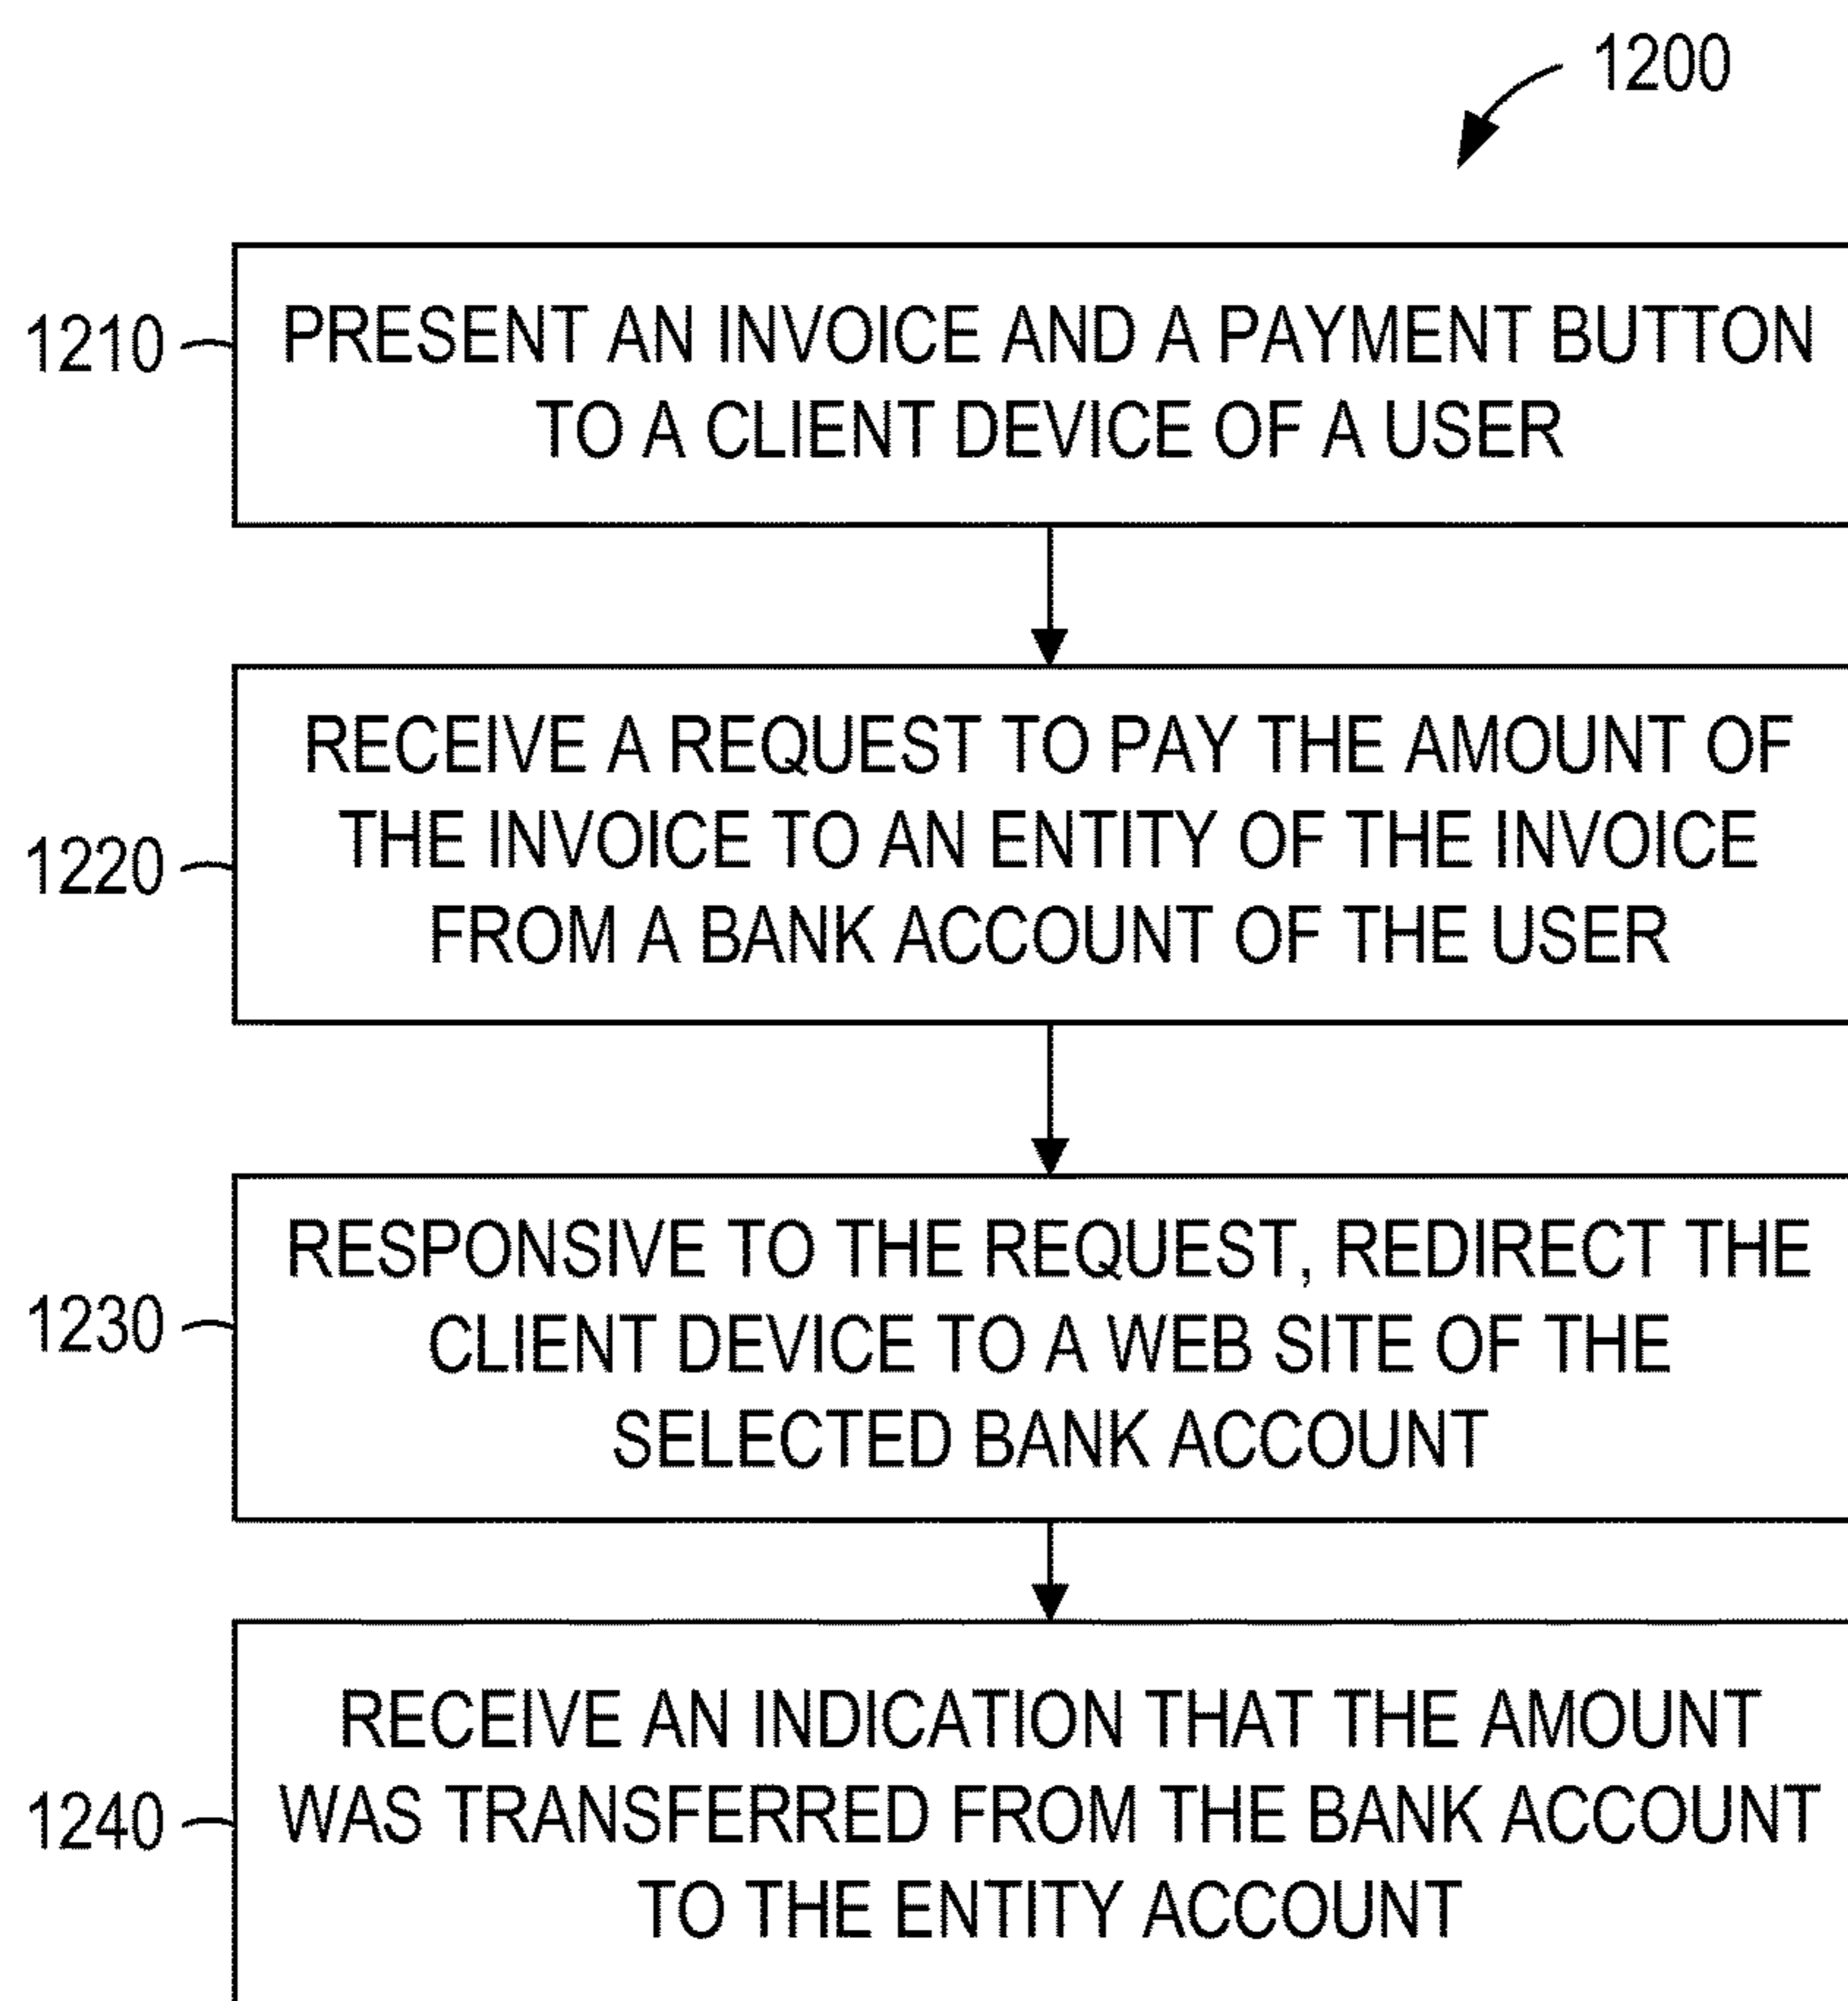 1200
1210
PRESENT AN INVOICE AND A PAYMENT BUTTON
TO A CLIENT DEVICE OF A USER
1220
RECEIVE A REQUEST TO PAY THE AMOUNT OF
THE INVOICE TO AN ENTITY OF THE INVOICE
FROM A BANK ACCOUNT OF THE USER
1230
RESPONSIVE TO THE REQUEST, REDIRECT THE
CLIENT DEVICE TO A WEB SITE OF THE
SELECTED BANK ACCOUNT
1240
RECEIVE AN INDICATION THAT THE AMOUNT
WAS TRANSFERRED FROM THE BANK ACCOUNT
TO THE ENTITY ACCOUNT